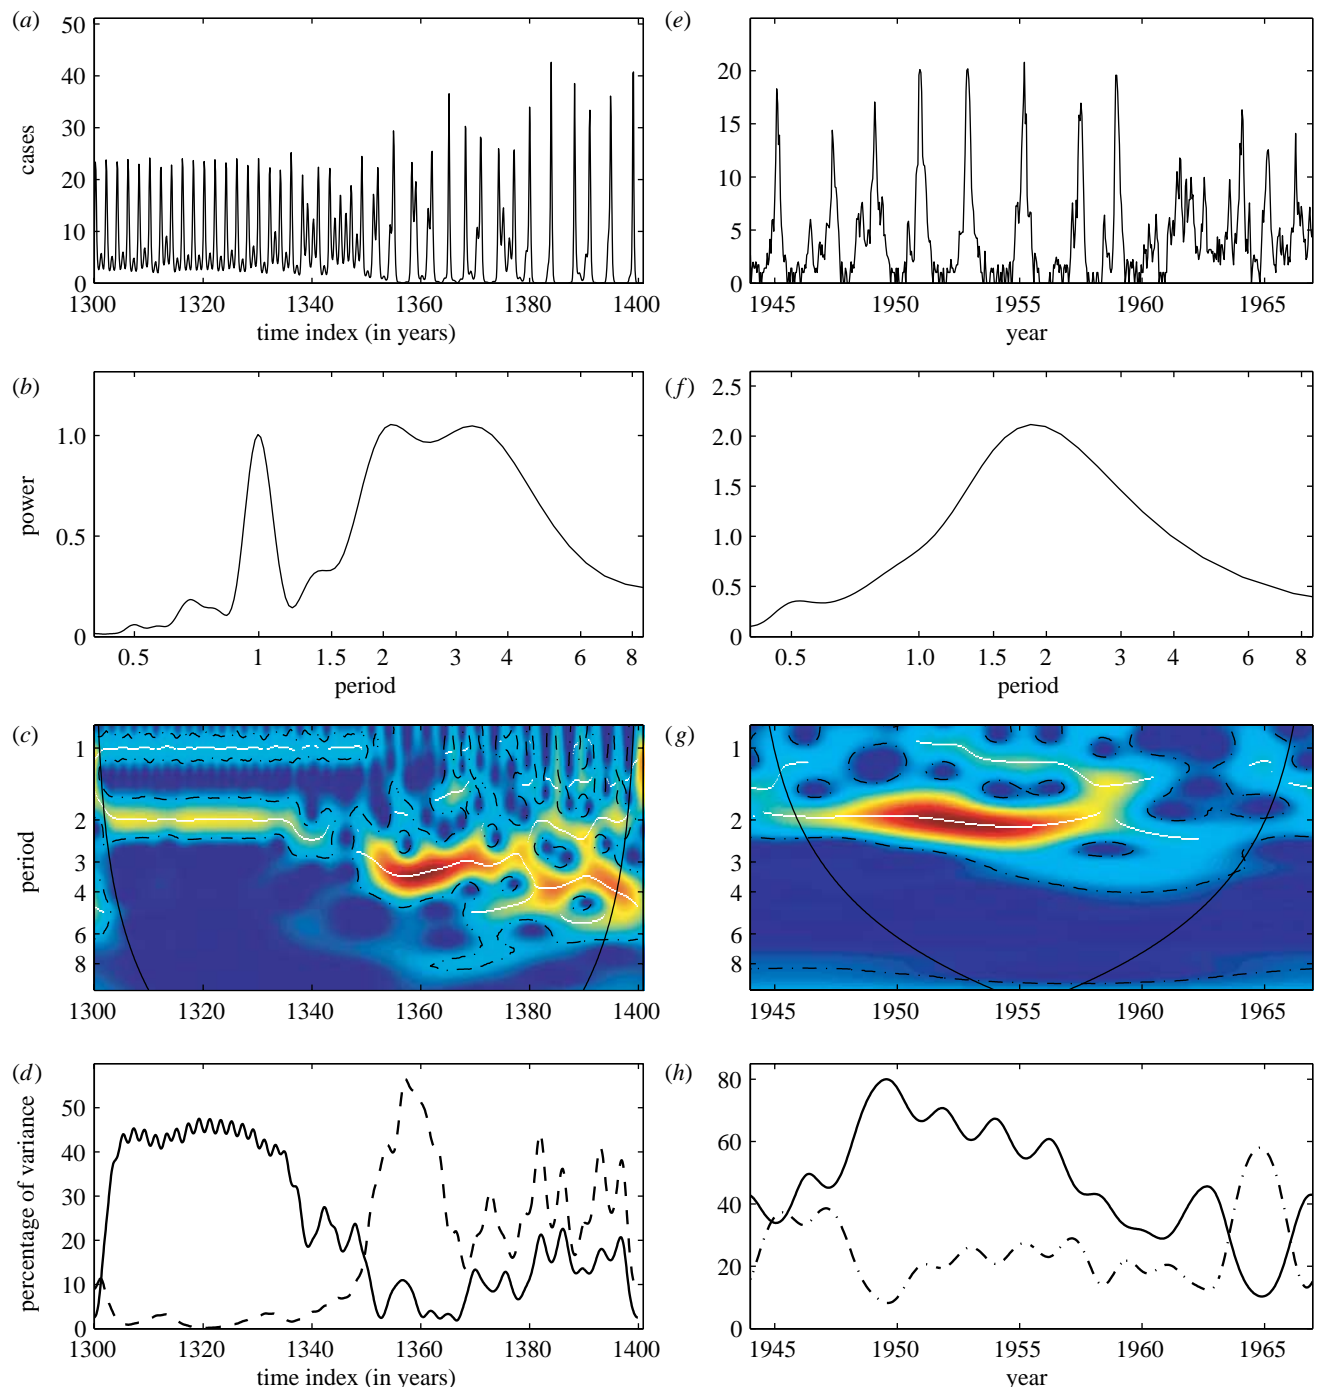 (a)
50
40
30
20
10
0
cases
1300 1320 1340 1360 1380 1400
time index (in years)
(e)
20
15
10
5
0
1945 1950 1955 1960 1965
year
(b)
1.0
0.5
0
power
0.5 1 1.5 2 3 4 6 8
period
(f)
2.5
2.0
1.5
1.0
0.5
0
0.5 1.0 1.5 2 3 4 6 8
period
(c)
1
2
3
4
6
8
period
1300 1320 1340 1360 1380 1400
(g)
1
2
3
4
6
8
1945 1950 1955 1960 1965
(d)
50
40
30
20
10
0
percentage of variance
1300 1320 1340 1360 1380 1400
time index (in years)
(h)
80
60
40
20
0
1945 1950 1955 1960 1965
year